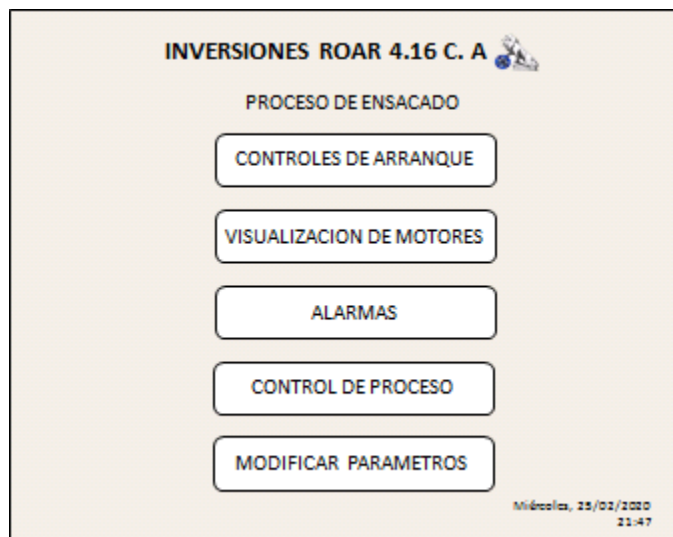 INVERSIONES ROAR 4.16 C. A
PROCESO DE ENSACADO
CONTROLES DE ARRANQUE
VISUALIZACION DE MOTORES
ALARMAS
CONTROL DE PROCESO
MODIFICAR PARAMETROS
Miércoles, 25/02/2020
21:47